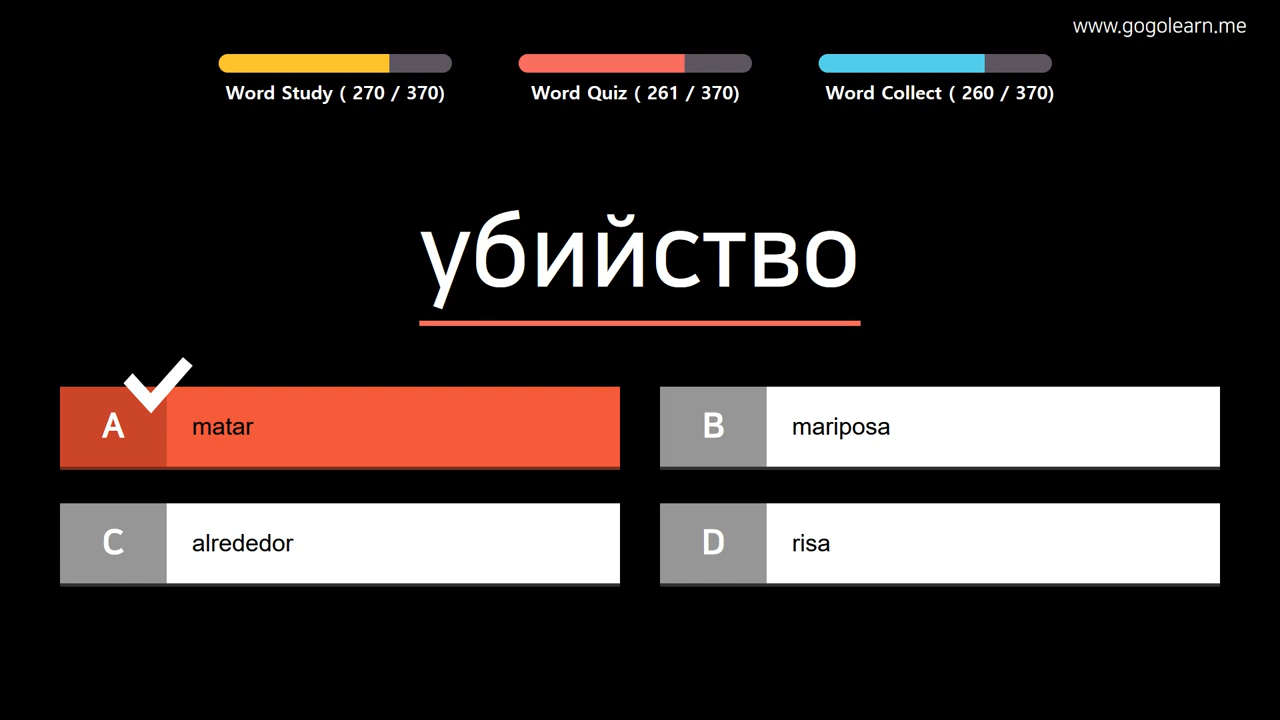 www.gogolearn.me
Word Study ( 270 / 370)
Word Quiz ( 261 / 370)
Word Collect ( 260 / 370)
убийство
A matar
B mariposa
C alrededor
D risa